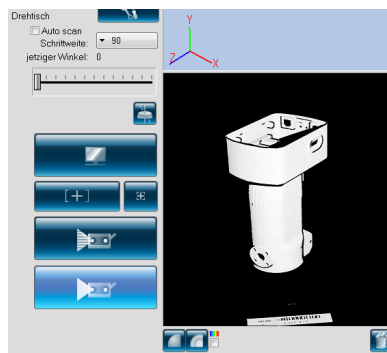 Drehtisch
Auto scan
Schrittweite: 90
jetziger Winkel: 0
Y
Z
X
[+]